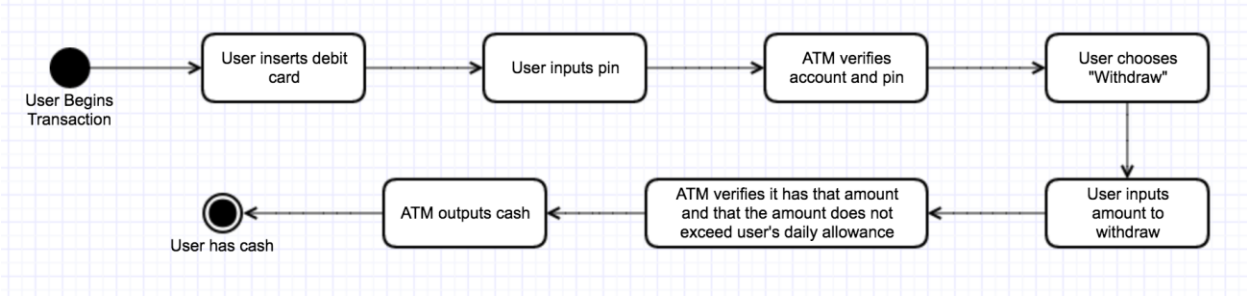 User inserts debit
card
User inputs pin
ATM verifies
account and pin
User chooses
"Withdraw"
User Begins
Transaction
User inputs
amount to
withdraw
ATM verifies it has that amount
and that the amount does not
exceed user's daily allowance
ATM outputs cash
User has cash